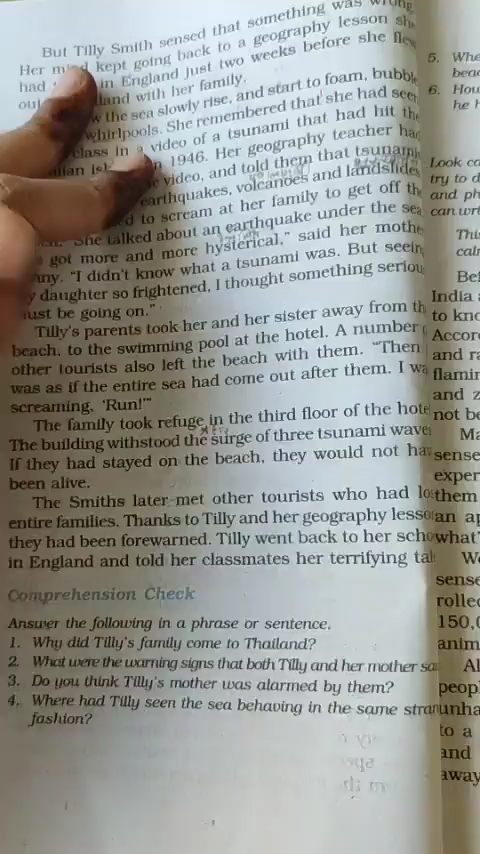 But Tilly Smith sensed that something was wrong
Her mind kept going back to a geography lesson she
had in England just two weeks before she flew
out land with her family.
w the sea slowly rise, and start to foam, bubble
whirlpools. She remembered that she had seen
class in a video of a tsunami that had hit the
1946. Her geography teacher had
video, and told them that tsunamis
earthquakes, volcanoes and landslides
d to scream at her family to get off the
She talked about an earthquake under the sea
got more and more hysterical," said her mothe
ny. "I didn't know what a tsunami was. But seein
y daughter so frightened, I thought something seriou
ust be going on."
Tilly's parents took her and her sister away from th
beach, to the swimming pool at the hotel. A number
other tourists also left the beach with them. "Then
was as if the entire sea had come out after them. I wa
screaming, 'Run!'"
The family took refuge in the third floor of the hote
The building withstood the surge of three tsunami wave
If they had stayed on the beach, they would not ha
been alive.
The Smiths later met other tourists who had los
entire families. Thanks to Tilly and her geography lesso
they had been forewarned. Tilly went back to her scho
in England and told her classmates her terrifying tal
Comprehension Check
Answer the following in a phrase or sentence.
1. Why did Tilly's family come to Thailand?
2. What were the warning signs that both Tilly and her mother sa
3. Do you think Tilly's mother was alarmed by them?
4. Where had Tilly seen the sea behaving in the same stran
fashion?
5. Whe
beac
6. How
he h
Look ca
try to d
and ph
can wri
This
caln
Bef
India a
to kno
Accor
and ra
flamin
and z
not be
Ma
sense
exper
them
an ap
what'
We
sense
rolle
150,0
anim
Al
peop
unha
to a
and
away